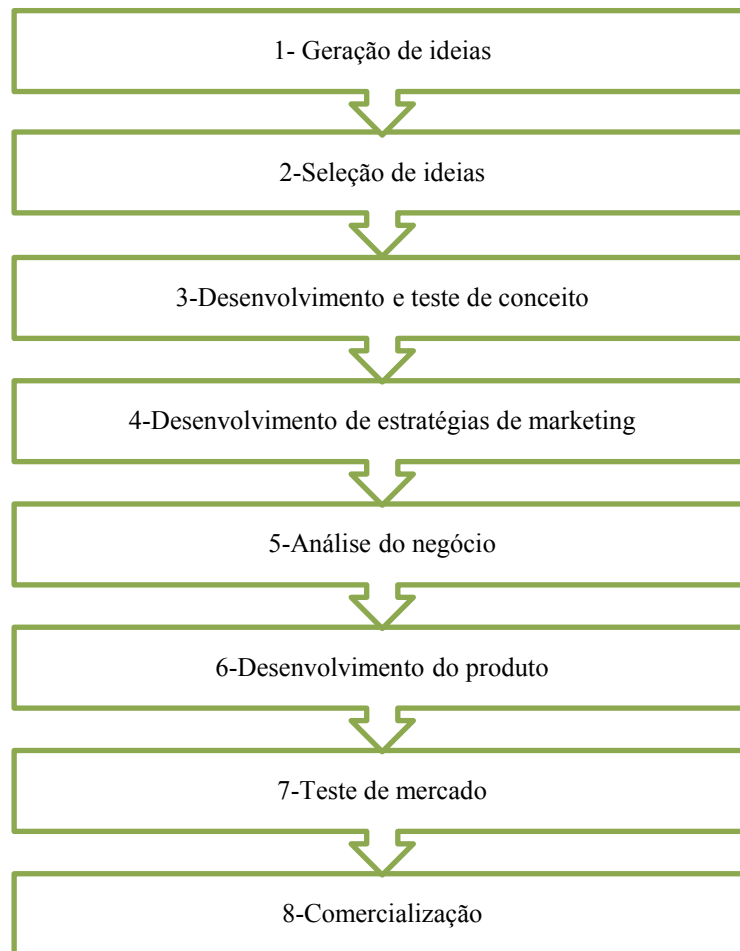 1- Geração de ideias
2-Seleção de ideias
3-Desenvolvimento e teste de conceito
4-Desenvolvimento de estratégias de marketing
5-Análise do negócio
6-Desenvolvimento do produto
7-Teste de mercado
8-Comercialização